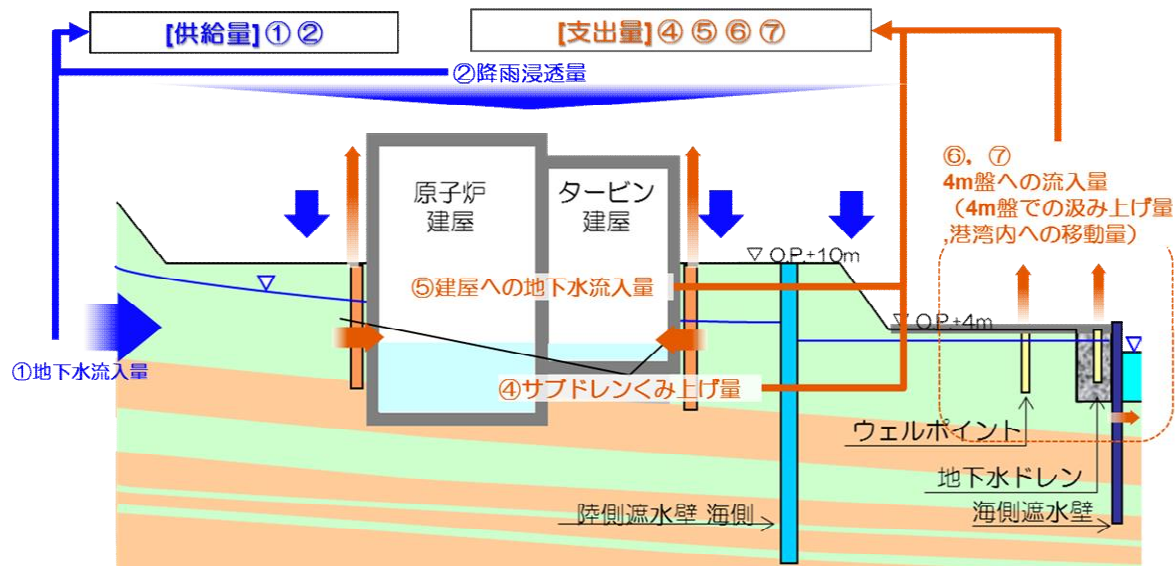 [供給量]① ②
[支出量]④ ⑤ ⑥ ⑦
②降雨浸透量
⑥，⑦
4m盤への流入量
（4m盤での汲み上げ量
,港湾内への移動量）
原子炉
建屋
タービン
建屋
▽ O.P.+10m
⑤建屋への地下水流入量
▽ O.P.+4m
①地下水流入量
④サブドレンくみ上げ量
ウェルポイント
地下水ドレン
陸側遮水壁 海側
海側遮水壁